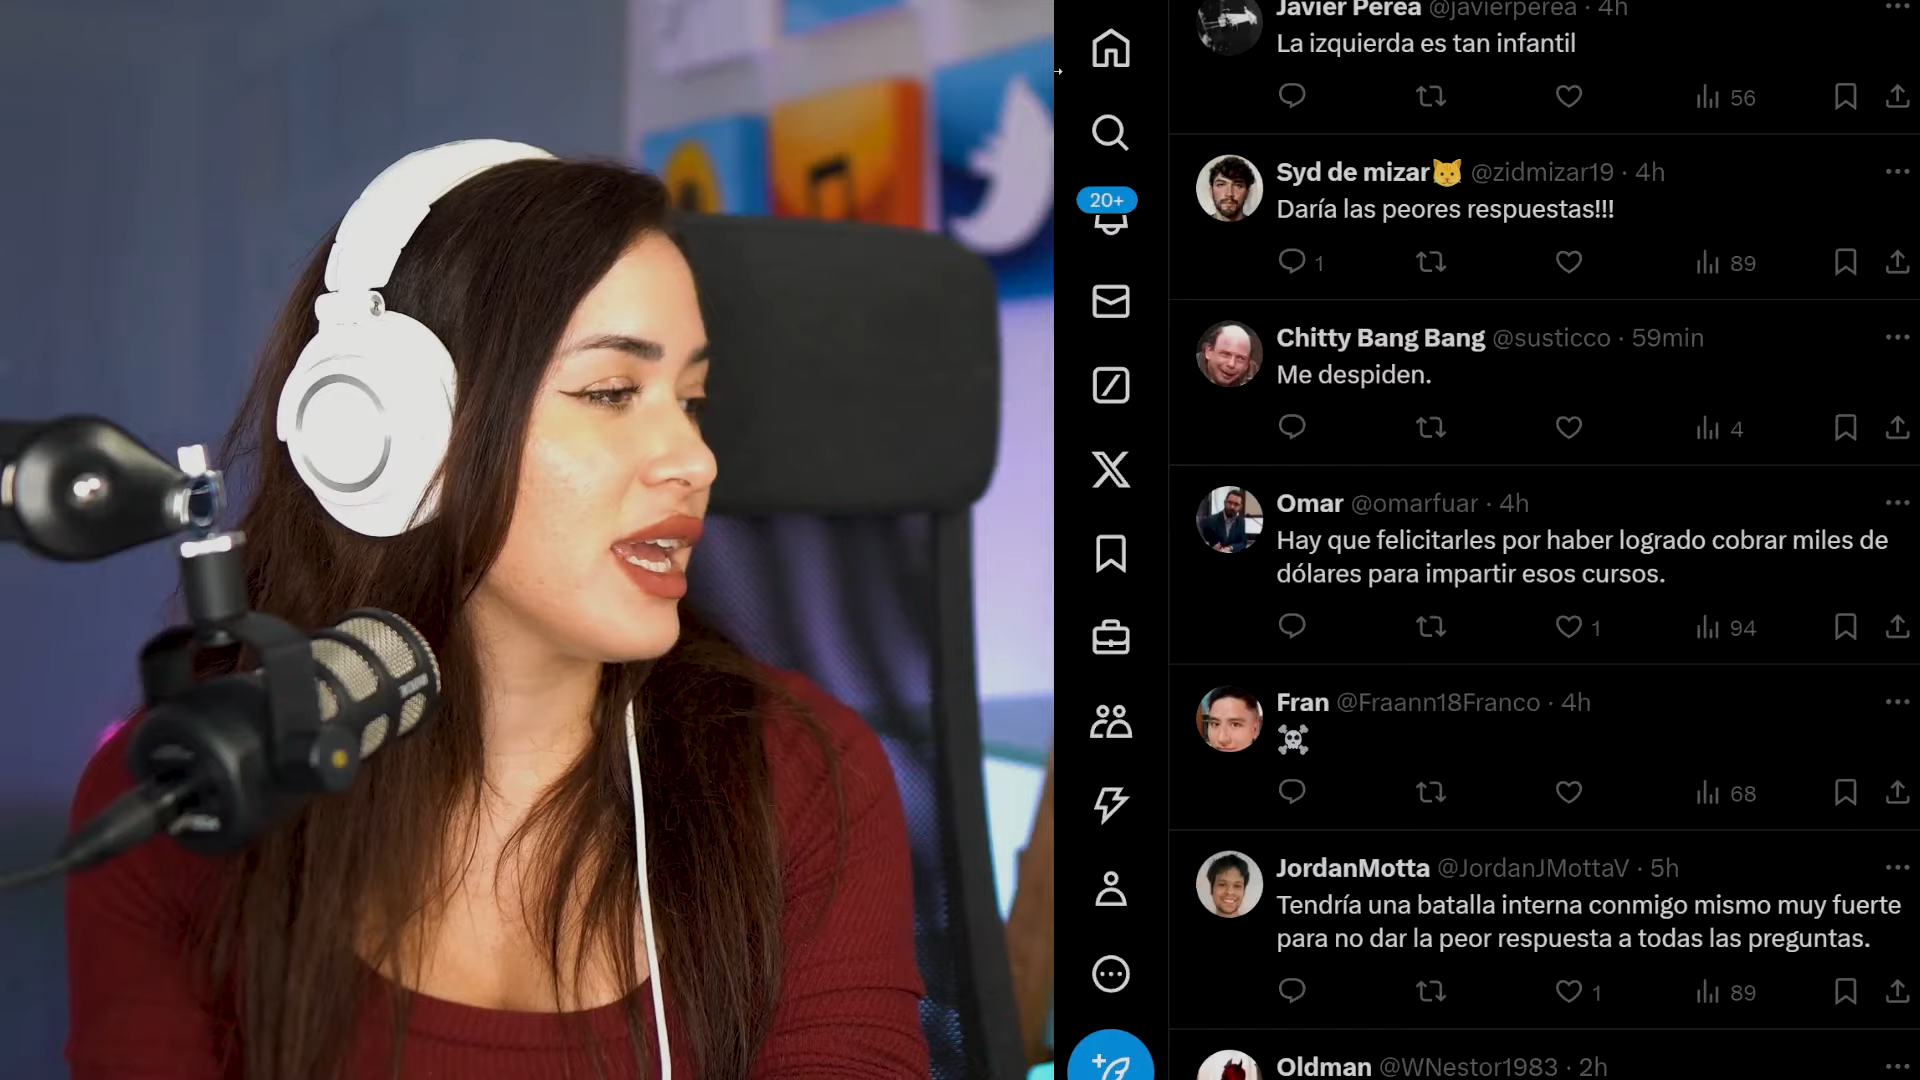 Javier Perea @javierperea · 4h
La izquierda es tan infantil
56
20+
Syd de mizar🐱 @zidmizar19 · 4h
Daría las peores respuestas!!!
1 89
Chitty Bang Bang @susticco · 59min
Me despiden.
4
Omar @omarfuar · 4h
Hay que felicitarles por haber logrado cobrar miles de
dólares para impartir esos cursos.
1 94
Fran @Fraann18Franco · 4h
☠️
68
JordanMotta @JordanJMottaV · 5h
Tendría una batalla interna conmigo mismo muy fuerte
para no dar la peor respuesta a todas las preguntas.
1 89
Oldman @WNestor1983 · 2h